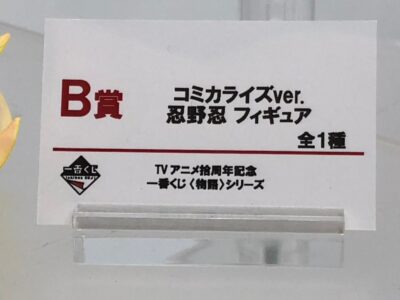 B賞
コミカライズver.
忍野忍 フィギュア
全1種
一番くじ
TVアニメ拾周年記念
一番くじ〈物語〉シリーズ